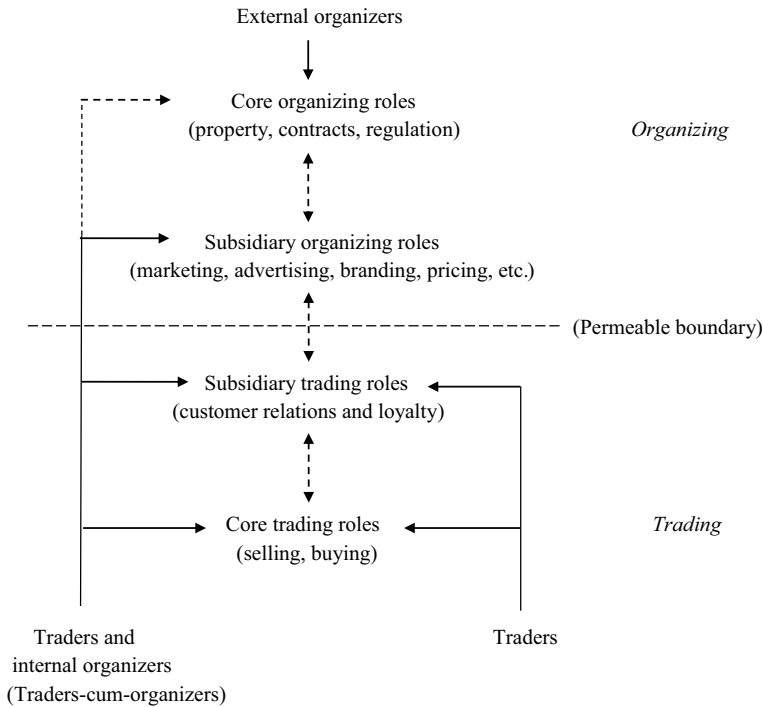 External organizers
Core organizing roles
(property, contracts, regulation)
Organizing
Subsidiary organizing roles
(marketing, advertising, branding, pricing, etc.)
(Permeable boundary)
Subsidiary trading roles
(customer relations and loyalty)
Core trading roles
(selling, buying)
Trading
Traders and
internal organizers
(Traders-cum-organizers)
Traders